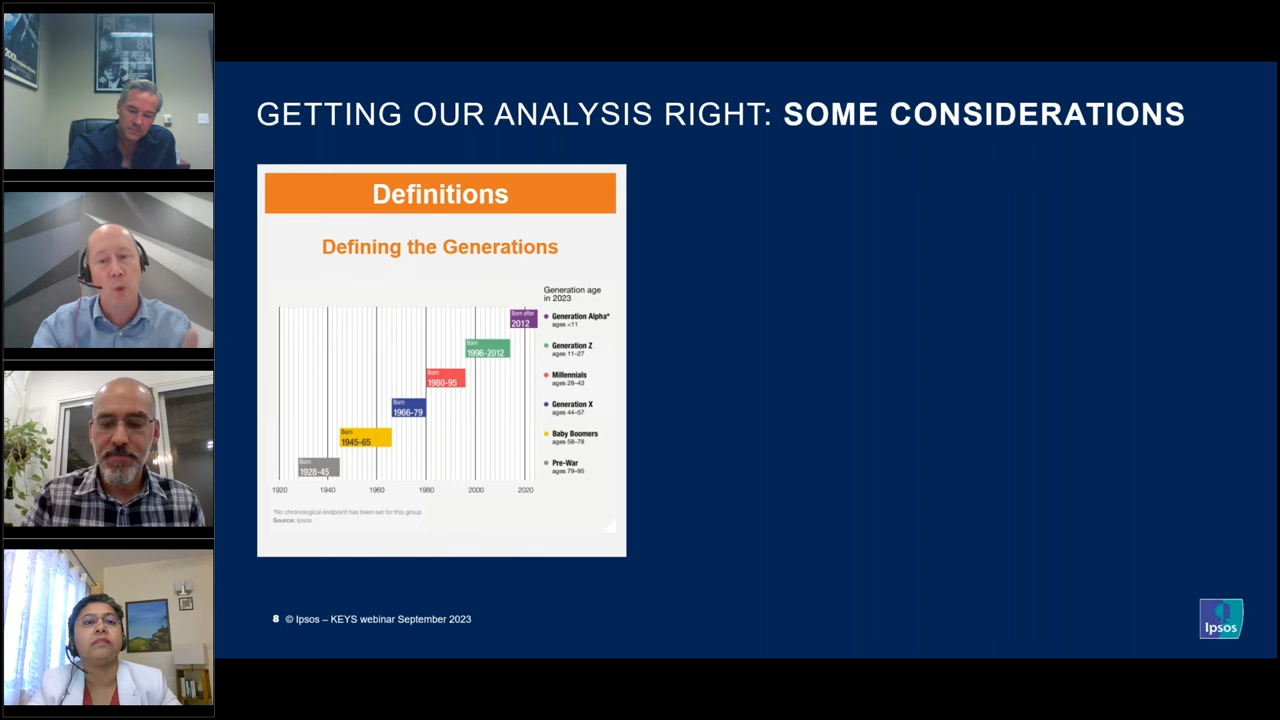 GETTING OUR ANALYSIS RIGHT: SOME CONSIDERATIONS
Definitions
Defining the Generations
Generation age
in 2023
Born after
2012
Generation Alpha*
ages <11
Born
1996-2012
Generation Z
ages 11–27
Born
1980-95
Millennials
ages 28–43
Born
1966-79
Generation X
ages 44–57
Born
1945-65
Baby Boomers
ages 58–78
Born
1928-45
Pre-War
ages 79–95
1920 1940 1960 1980 2000 2020
*No chronological endpoint has been set for this group
Source: Ipsos
8 © Ipsos – KEYS webinar September 2023
Ipsos